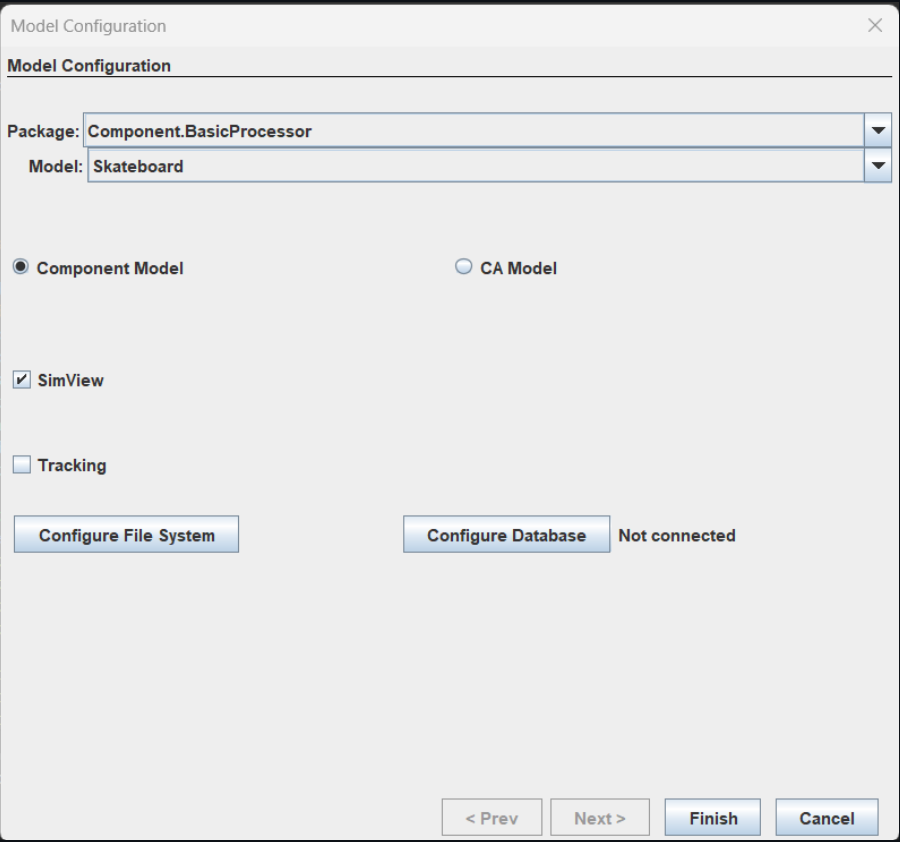 Model Configuration
Model Configuration
Package: Component.BasicProcessor
Model: Skateboard
Component Model CA Model
SimView
Tracking
Configure File System Configure Database Not connected
< Prev Next > Finish Cancel